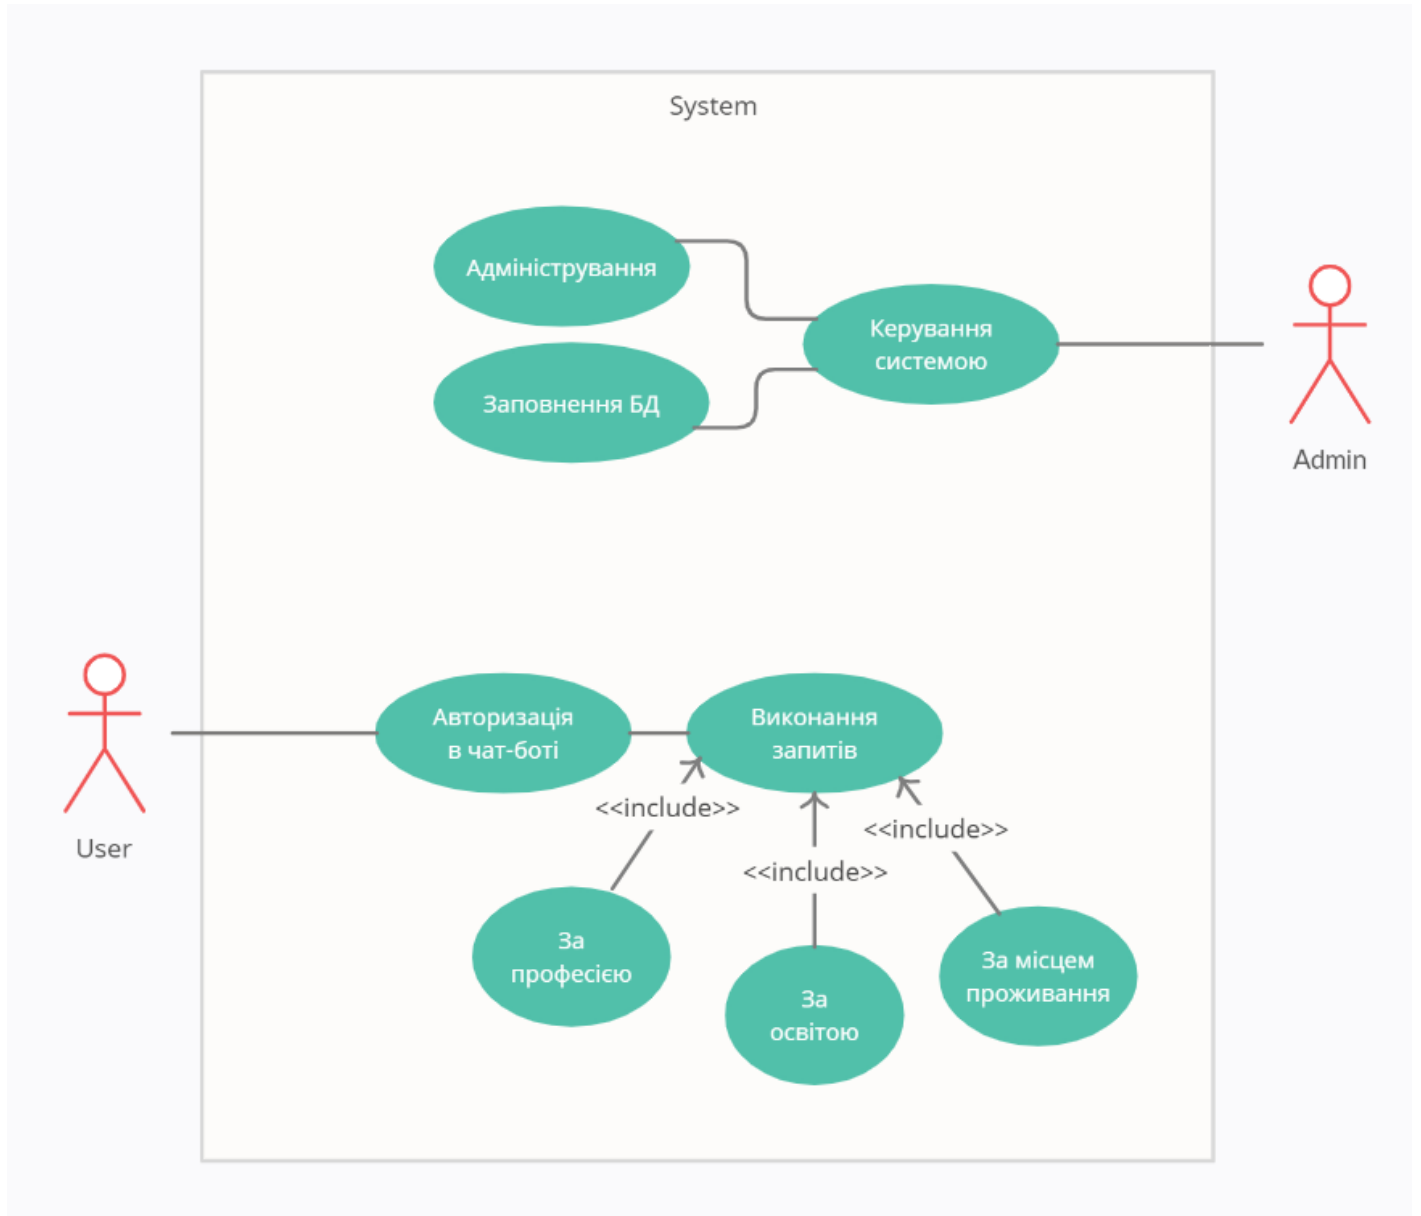 System
Адміністрування
Керування
системою
Заповнення БД
Admin
Авторизація
в чат-боті
Виконання
запитів
User
<<include>>
<<include>>
<<include>>
За
професією
За
освітою
За місцем
проживання